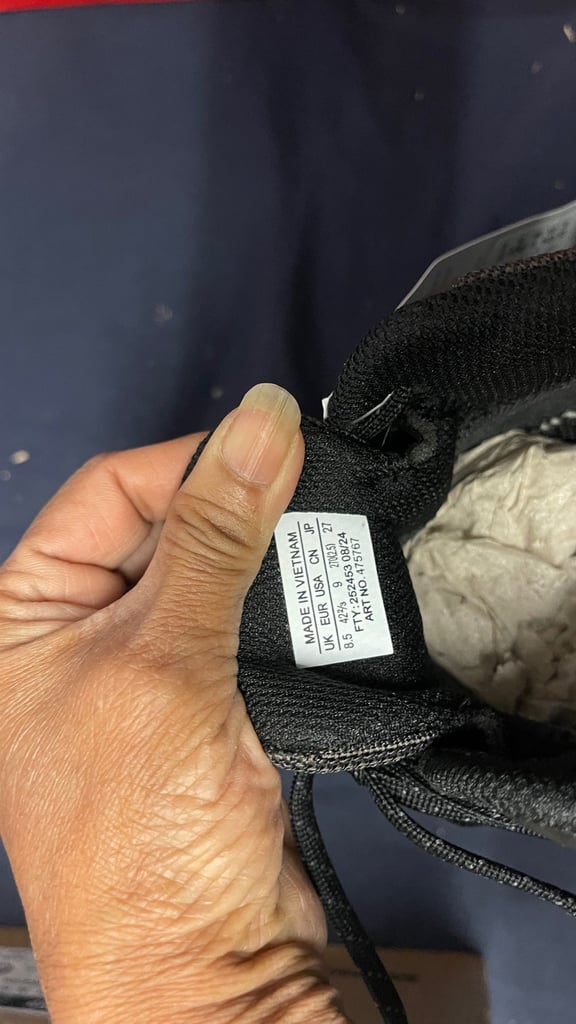 MADE IN VIETNAM
UK EUR USA CN JP
8.5 42⅔ 9 270(2.5) 27
FTY: 252453 08/24
ART NO. 475767